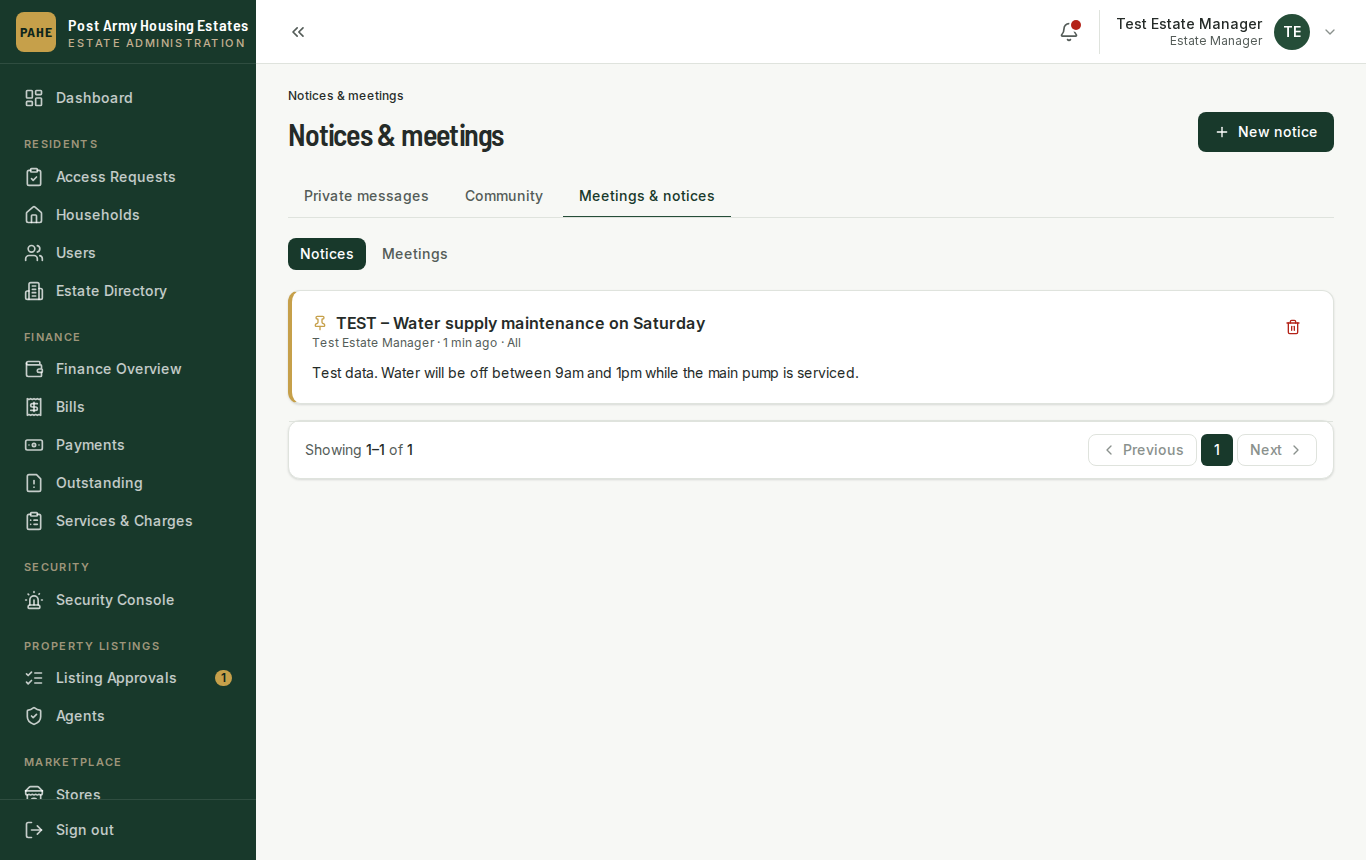 PAHE
Post Army Housing Estates
ESTATE ADMINISTRATION
Dashboard
RESIDENTS
Access Requests
Households
Users
Estate Directory
FINANCE
Finance Overview
Bills
Payments
Outstanding
Services & Charges
SECURITY
Security Console
PROPERTY LISTINGS
Listing Approvals 1
Agents
MARKETPLACE
Stores
Sign out
Test Estate Manager
Estate Manager
TE
Notices & meetings
Notices & meetings
New notice
Private messages Community Meetings & notices
Notices Meetings
TEST – Water supply maintenance on Saturday
Test Estate Manager · 1 min ago · All
Test data. Water will be off between 9am and 1pm while the main pump is serviced.
Showing 1–1 of 1
Previous 1 Next